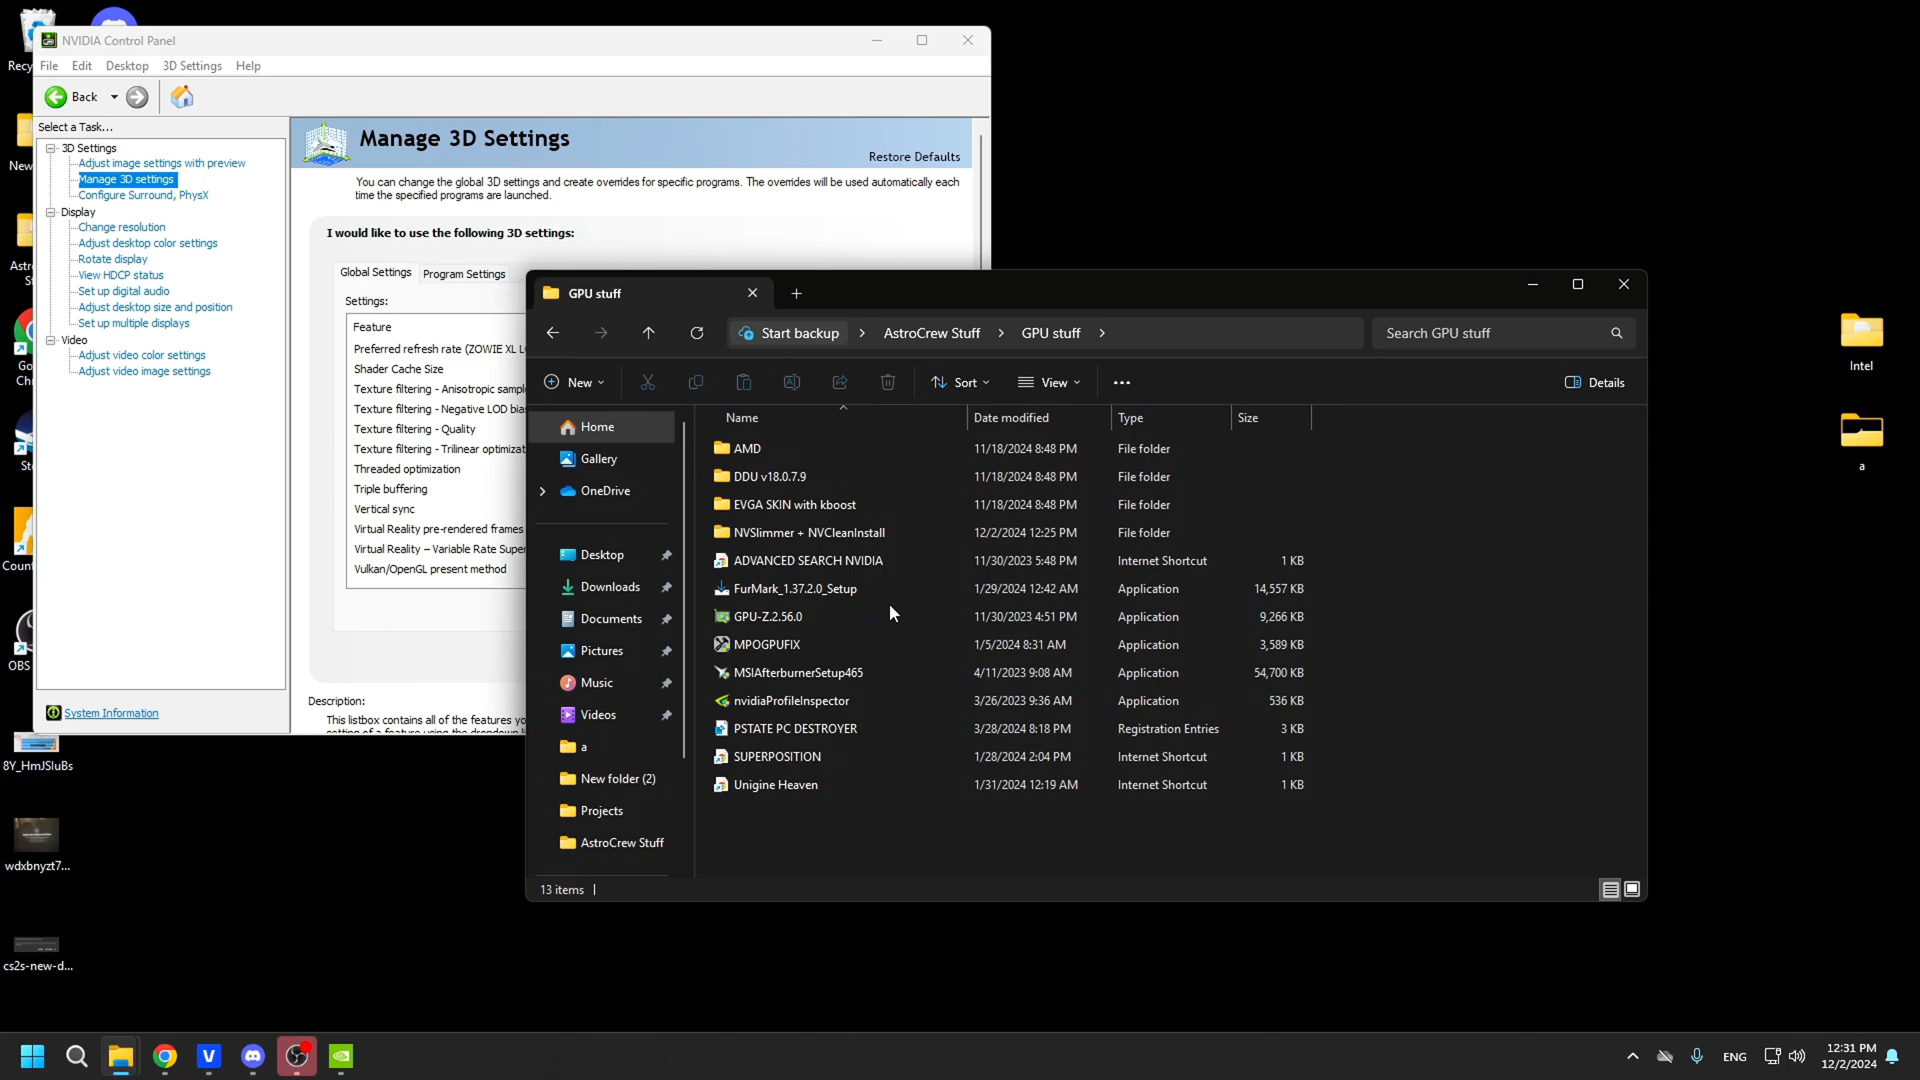 Recy
NVIDIA Control Panel
File Edit Desktop 3D Settings Help
Back
Select a Task...
3D Settings
Adjust image settings with preview
Manage 3D settings
Configure Surround, PhysX
Display
Change resolution
Adjust desktop color settings
Rotate display
View HDCP status
Set up digital audio
Adjust desktop size and position
Set up multiple displays
Video
Adjust video color settings
Adjust video image settings
System Information
Manage 3D Settings
Restore Defaults
You can change the global 3D settings and create overrides for specific programs. The overrides will be used automatically each
time the specified programs are launched.
I would like to use the following 3D settings:
Global Settings Program Settings
Settings:
Feature
Preferred refresh rate (ZOWIE XL L
Shader Cache Size
Texture filtering - Anisotropic sampl
Texture filtering - Negative LOD bia
Texture filtering - Quality
Texture filtering - Trilinear optimizat
Threaded optimization
Triple buffering
Vertical sync
Virtual Reality pre-rendered frames
Virtual Reality – Variable Rate Super
Vulkan/OpenGL present method
Description:
This listbox contains all of the features yo
setting of a feature using the dropdown li
New
Astr
S
Go
Ch
St
Count
OBS
8Y_HmJSluBs
wdxbnyzt7...
cs2s-new-d...
GPU stuff
Start backup > AstroCrew Stuff > GPU stuff >
Search GPU stuff
New Sort View ... Details
Home
Gallery
OneDrive
Desktop
Downloads
Documents
Pictures
Music
Videos
a
New folder (2)
Projects
AstroCrew Stuff
Name Date modified Type Size
AMD 11/18/2024 8:48 PM File folder
DDU v18.0.7.9 11/18/2024 8:48 PM File folder
EVGA SKIN with kboost 11/18/2024 8:48 PM File folder
NVSlimmer + NVCleanInstall 12/2/2024 12:25 PM File folder
ADVANCED SEARCH NVIDIA 11/30/2023 5:48 PM Internet Shortcut 1 KB
FurMark_1.37.2.0_Setup 1/29/2024 12:42 AM Application 14,557 KB
GPU-Z.2.56.0 11/30/2023 4:51 PM Application 9,266 KB
MPOGPUFIX 1/5/2024 8:31 AM Application 3,589 KB
MSIAfterburnerSetup465 4/11/2023 9:08 AM Application 54,700 KB
nvidiaProfileInspector 3/26/2023 9:36 AM Application 536 KB
PSTATE PC DESTROYER 3/28/2024 8:18 PM Registration Entries 3 KB
SUPERPOSITION 1/28/2024 2:04 PM Internet Shortcut 1 KB
Unigine Heaven 1/31/2024 12:19 AM Internet Shortcut 1 KB
13 items
Intel
a
ENG
12:31 PM
12/2/2024